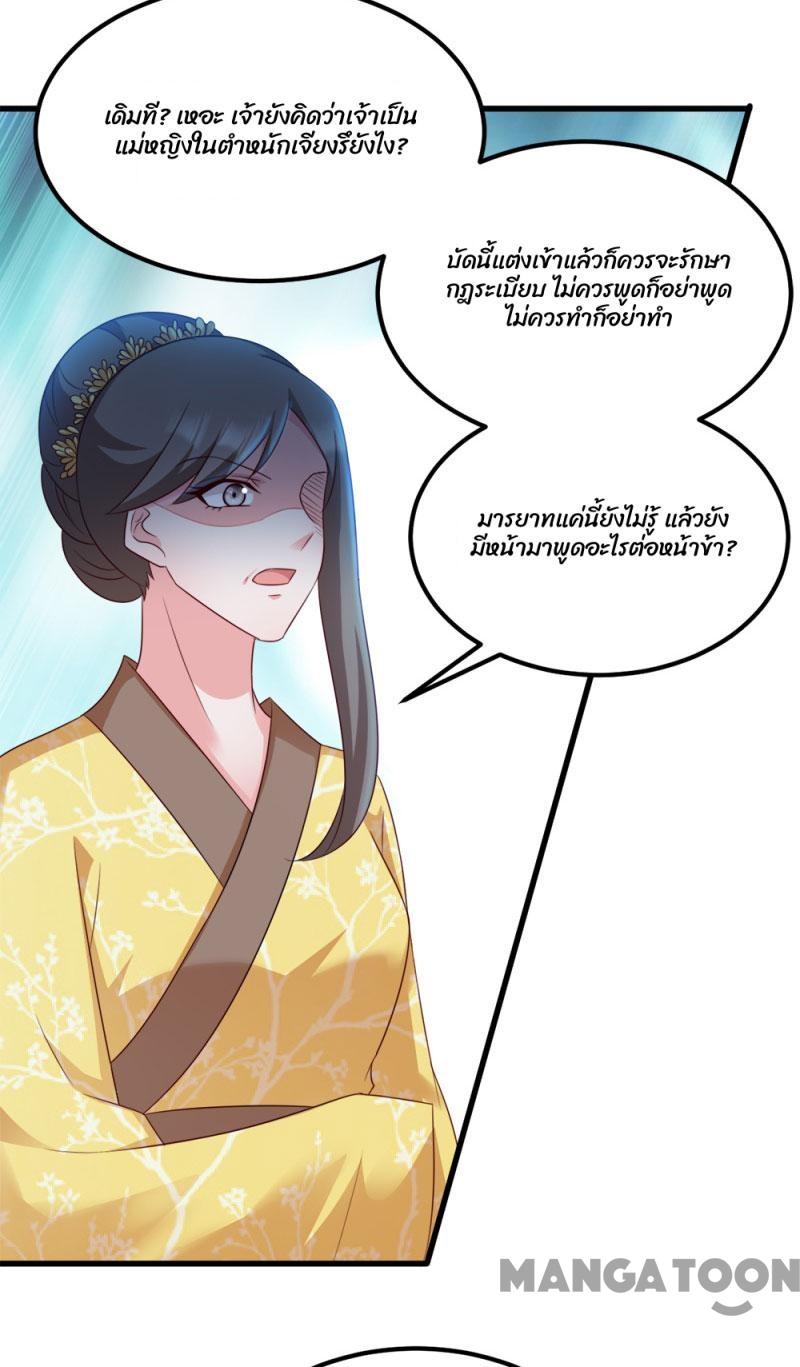 เดิมที? เหอะ เจ้ายังคิดว่าเจ้าเป็น
แม่หญิงในตำหนักเจียงรึยังไง?
บัดนี้แต่งเข้าแล้วก็ควรจะรักษา
กฎระเบียบ ไม่ควรพูดก็อย่าพูด
ไม่ควรทำก็อย่าทำ
มารยาทแค่นี้ยังไม่รู้ แล้วยัง
มีหน้ามาพูดอะไรต่อหน้าข้า?
MANGATOON